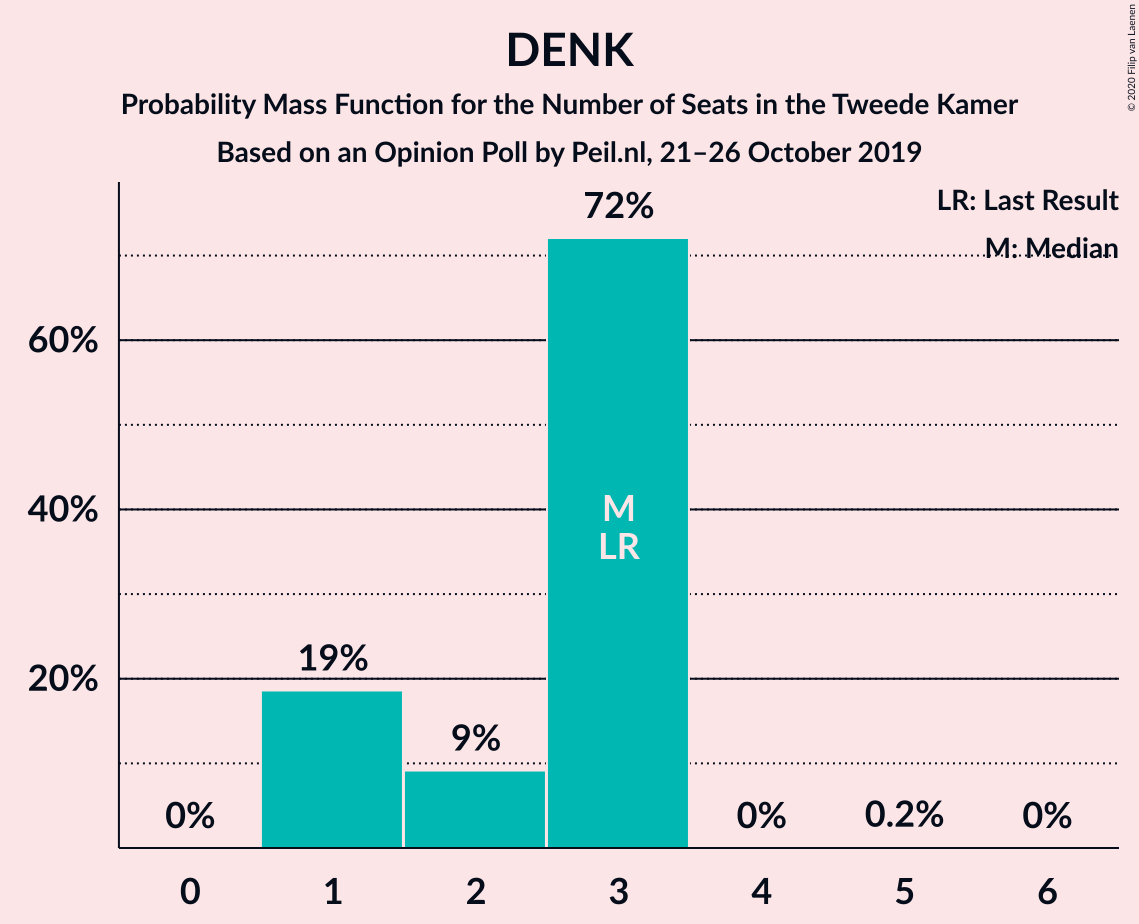 DENK
Probability Mass Function for the Number of Seats in the Tweede Kamer
Based on an Opinion Poll by Peil.nl, 21–26 October 2019
© 2020 Filip van Laenen
LR: Last Result
M: Median
72%
60%
40%
M
LR
19%
20%
9%
0%
0%
0.2%
0%
0 1 2 3 4 5 6